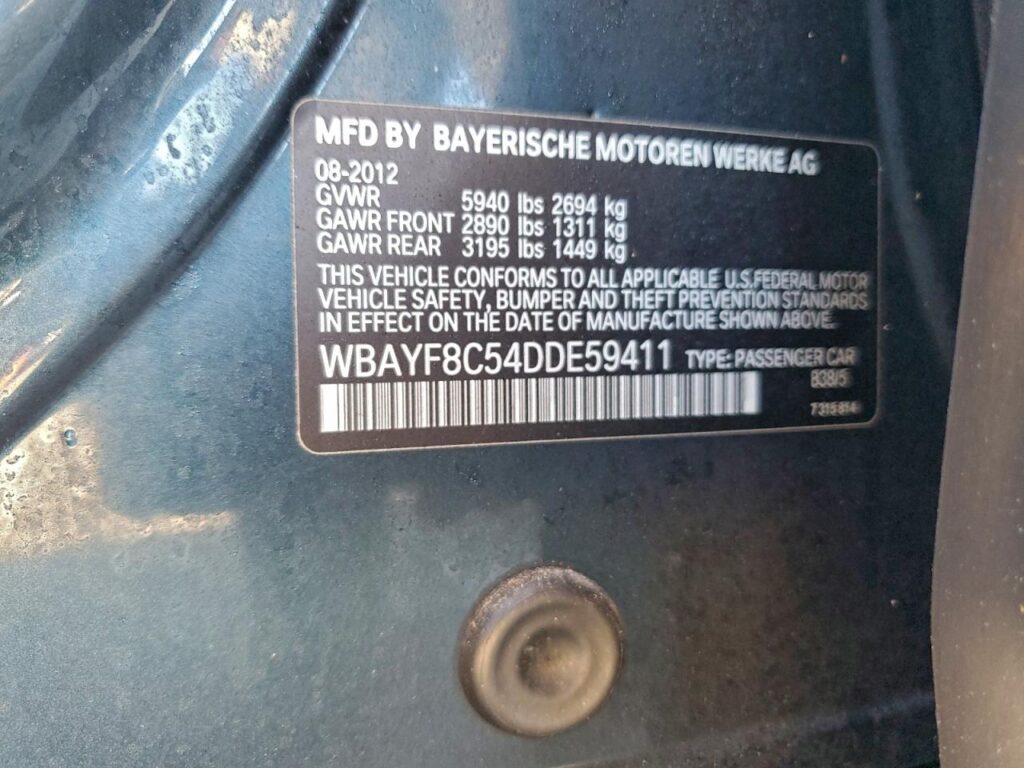 MFD BY BAYERISCHE MOTOREN WERKE AG
08-2012
GVWR 5940 lbs 2694 kg
GAWR FRONT 2890 lbs 1311 kg
GAWR REAR 3195 lbs 1449 kg
THIS VEHICLE CONFORMS TO ALL APPLICABLE U.S.FEDERAL MOTOR
VEHICLE SAFETY, BUMPER AND THEFT PREVENTION STANDARDS
IN EFFECT ON THE DATE OF MANUFACTURE SHOWN ABOVE.
WBAYF8C54DDE59411 TYPE: PASSENGER CAR
B38/5
7315814